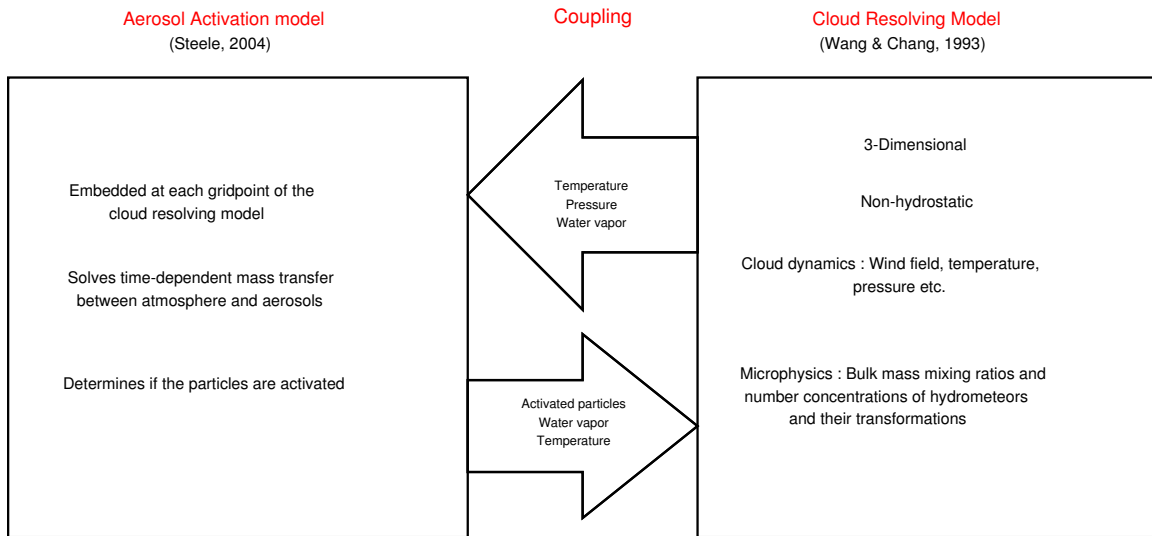 Aerosol Activation model
(Steele, 2004)
Coupling
Cloud Resolving Model
(Wang & Chang, 1993)
Embedded at each gridpoint of the
cloud resolving model
Solves time-dependent mass transfer
between atmosphere and aerosols
Determines if the particles are activated
Temperature
Pressure
Water vapor
Activated particles
Water vapor
Temperature
3-Dimensional
Non-hydrostatic
Cloud dynamics : Wind field, temperature,
pressure etc.
Microphysics : Bulk mass mixing ratios and
number concentrations of hydrometeors
and their transformations